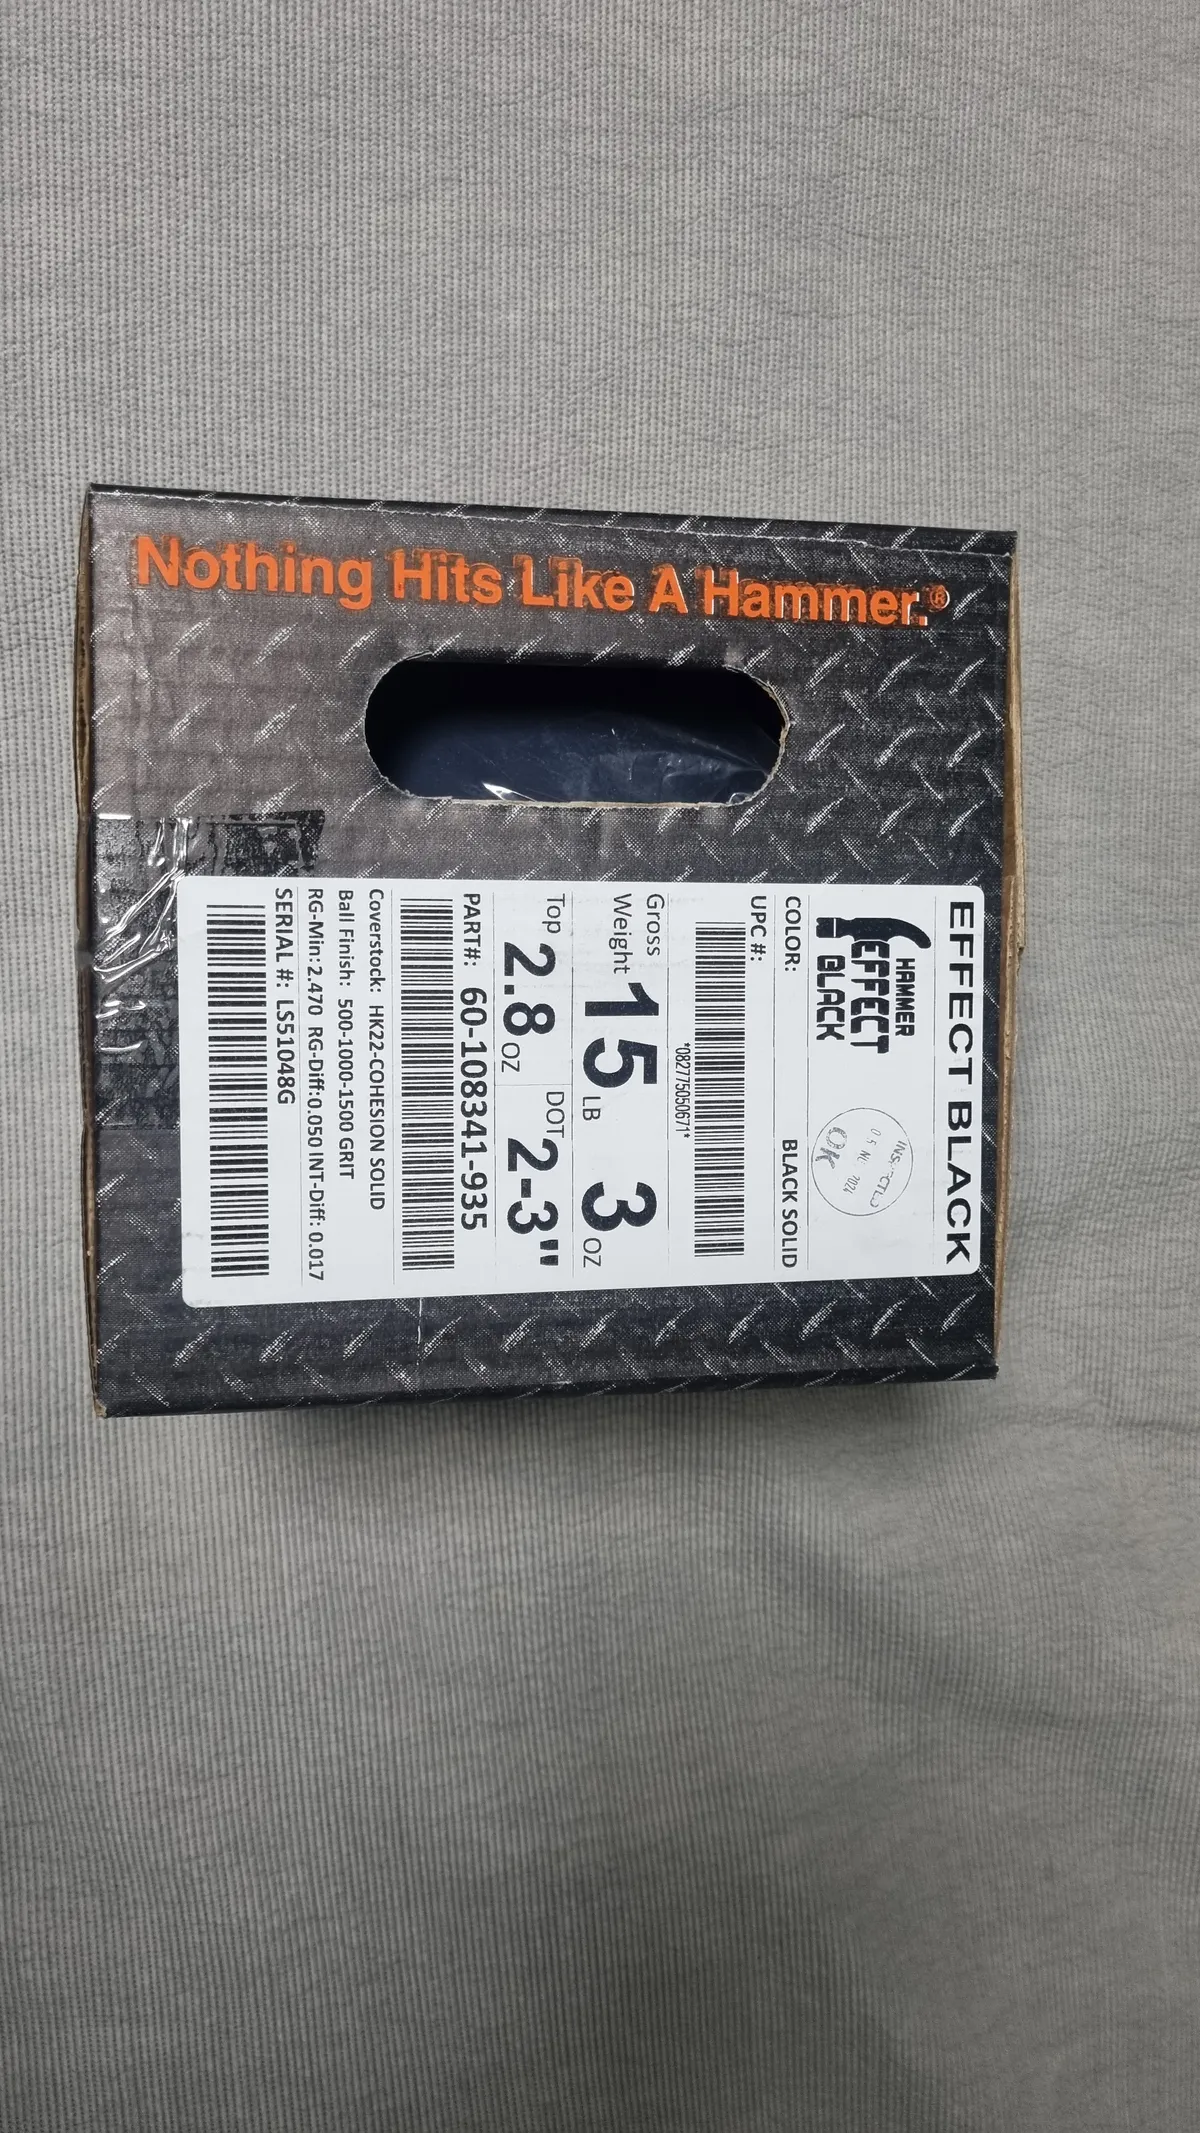 Nothing Hits Like A Hammer.®
EFFECT BLACK
HAMMER
EFFECT
BLACK
OK
COLOR: BLACK SOLID
UPC #:
*08277505067 1*
Gross Weight 15 LB 3 OZ
Top 2.8 OZ DOT 2-3"
PART#: 60-108341-935
Coverstock: HK22-COHESION SOLID
Ball Finish: 500-1000-1500 GRIT
RG-Min: 2.470 RG-Diff:0.050 INT-Diff: 0.017
SERIAL #: LS51048G